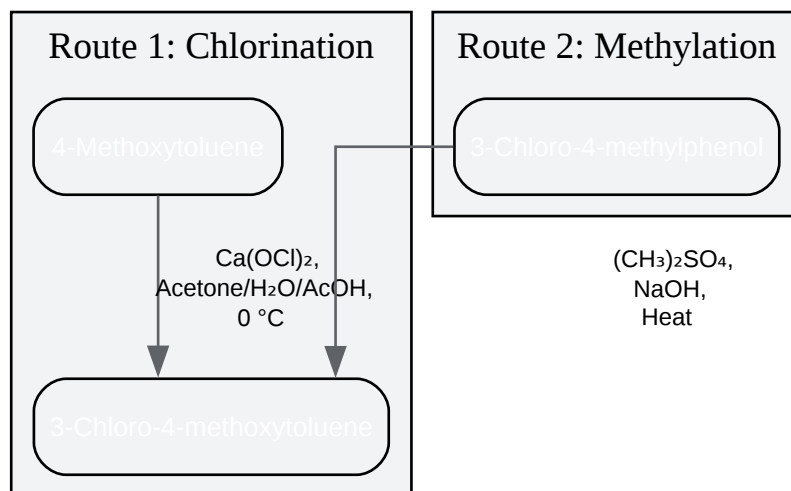 Route 1: Chlorination
Route 2: Methylation
4-Methoxytoluene
3-Chloro-4-methylphenol
Ca(OCl)₂,
Acetone/H₂O/AcOH,
0 °C
(CH₃)₂SO₄,
NaOH,
Heat
3-Chloro-4-methoxytoluene